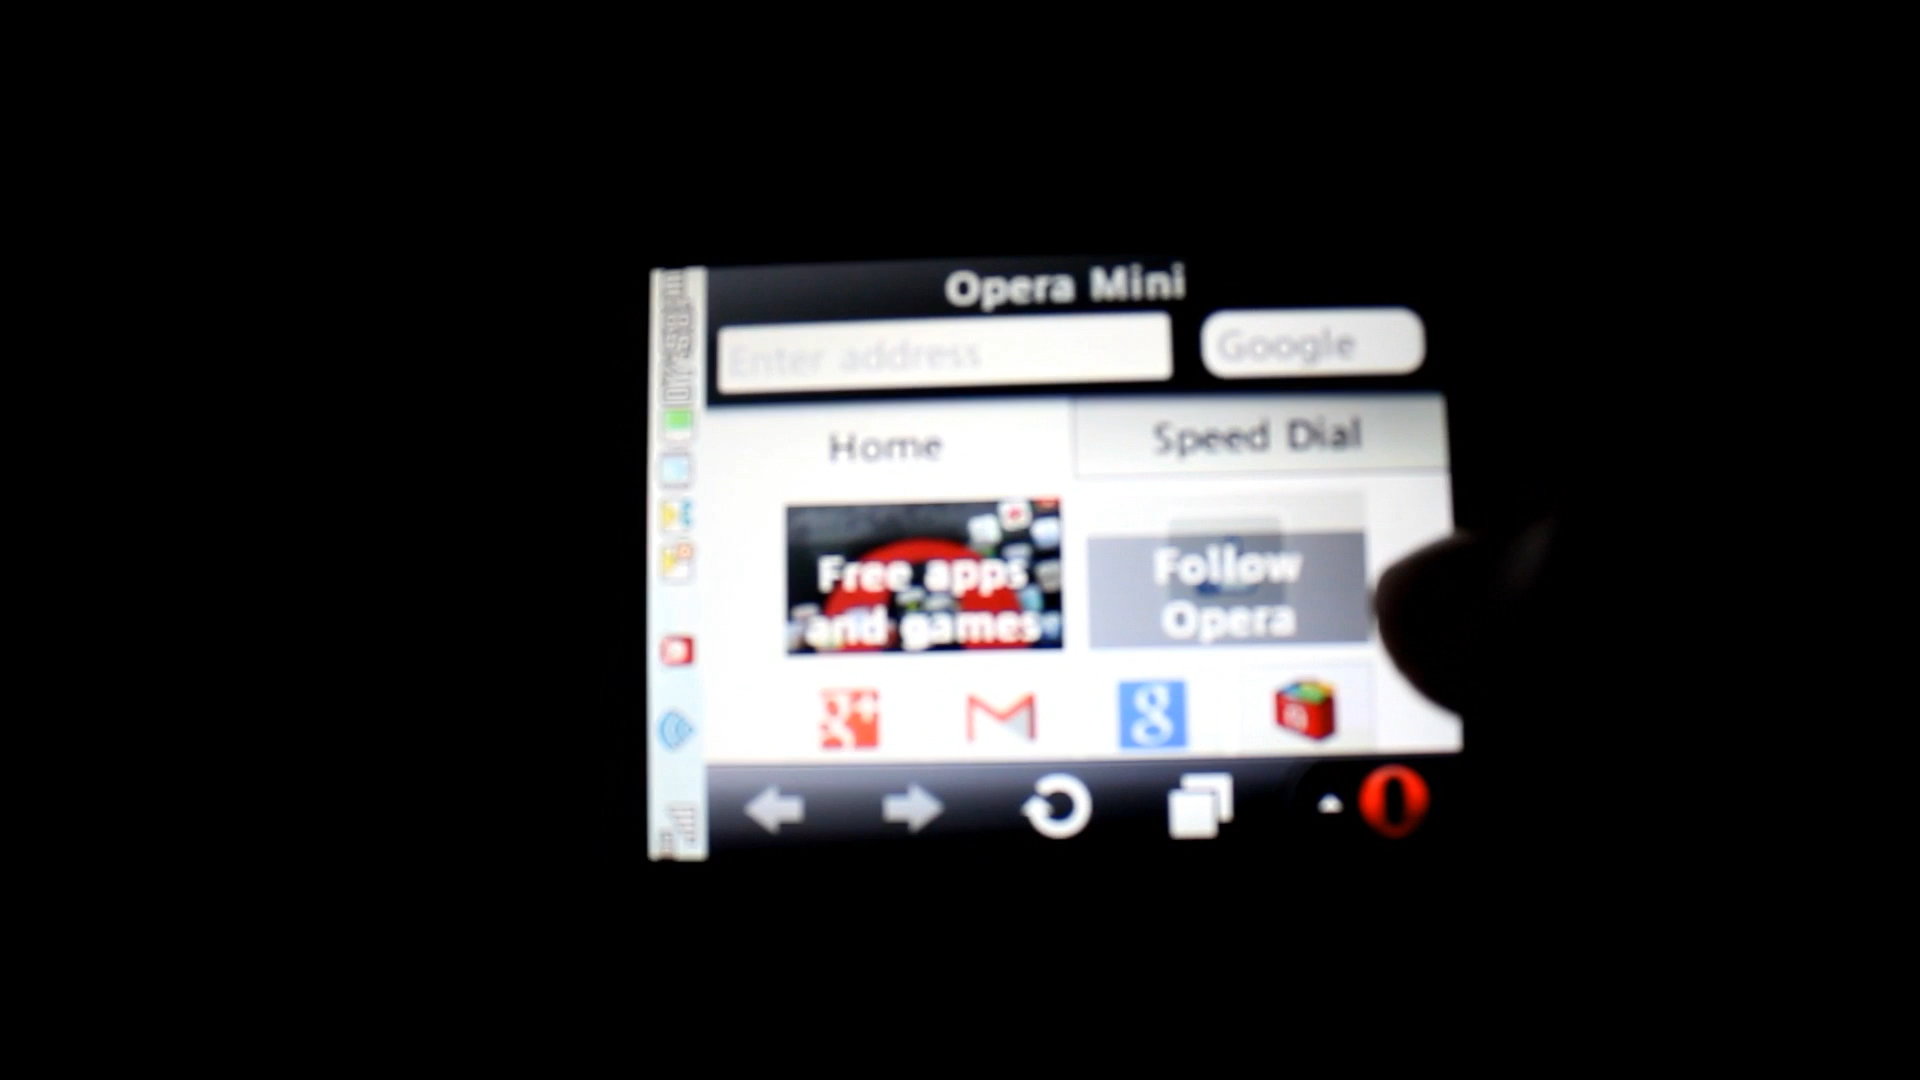 Opera Mini
Enter address
Google
Home
Speed Dial
Free apps
and games
Follow
Opera
g+
g